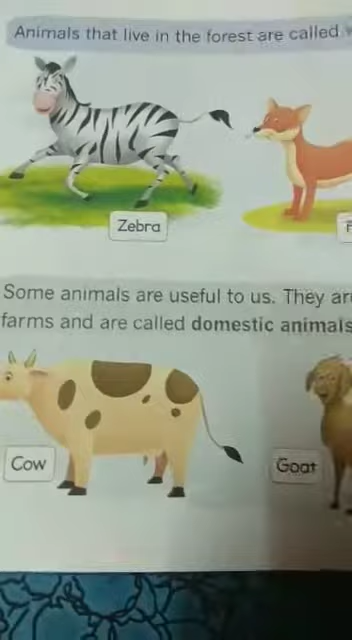 Animals that live in the forest are called
Zebra
Some animals are useful to us. They
farms and are called domestic animals
Cow
Goat